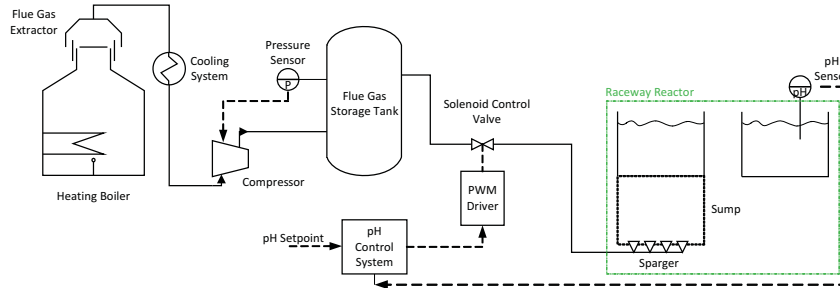 Flue Gas
Extractor
Cooling
System
Pressure
Sensor
P
Flue Gas
Storage Tank
Solenoid Control
Valve
pH
Senso
pH
Raceway Reactor
Compressor
Heating Boiler
PWM
Driver
Sump
pH Setpoint
pH
Control
System
Sparger